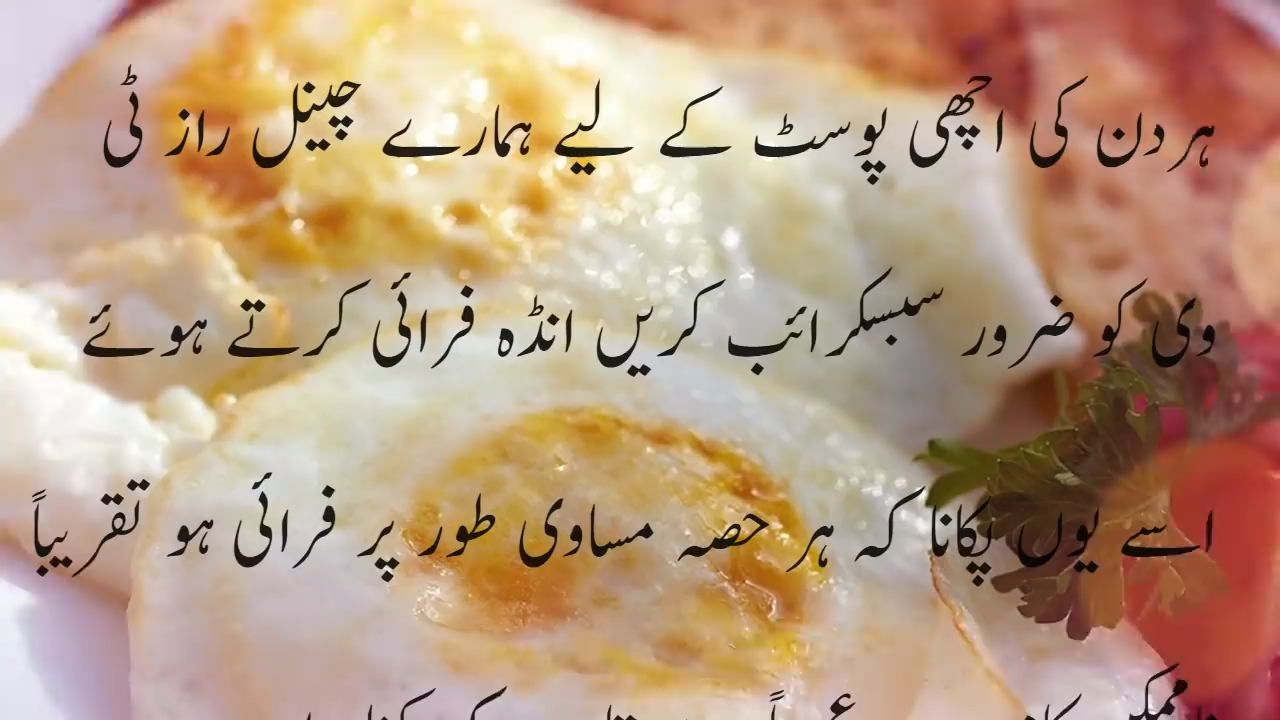 ہر دن کی اچھی پوسٹ کے لیے ہمارے چینل راز ٹی
وی کو ضرور سبسکرائب کریں انڈہ فرائی کرتے ہوئے
اسے یوں پکانا کہ ہر حصہ مساوی طور پر فرائی ہو تقریباً